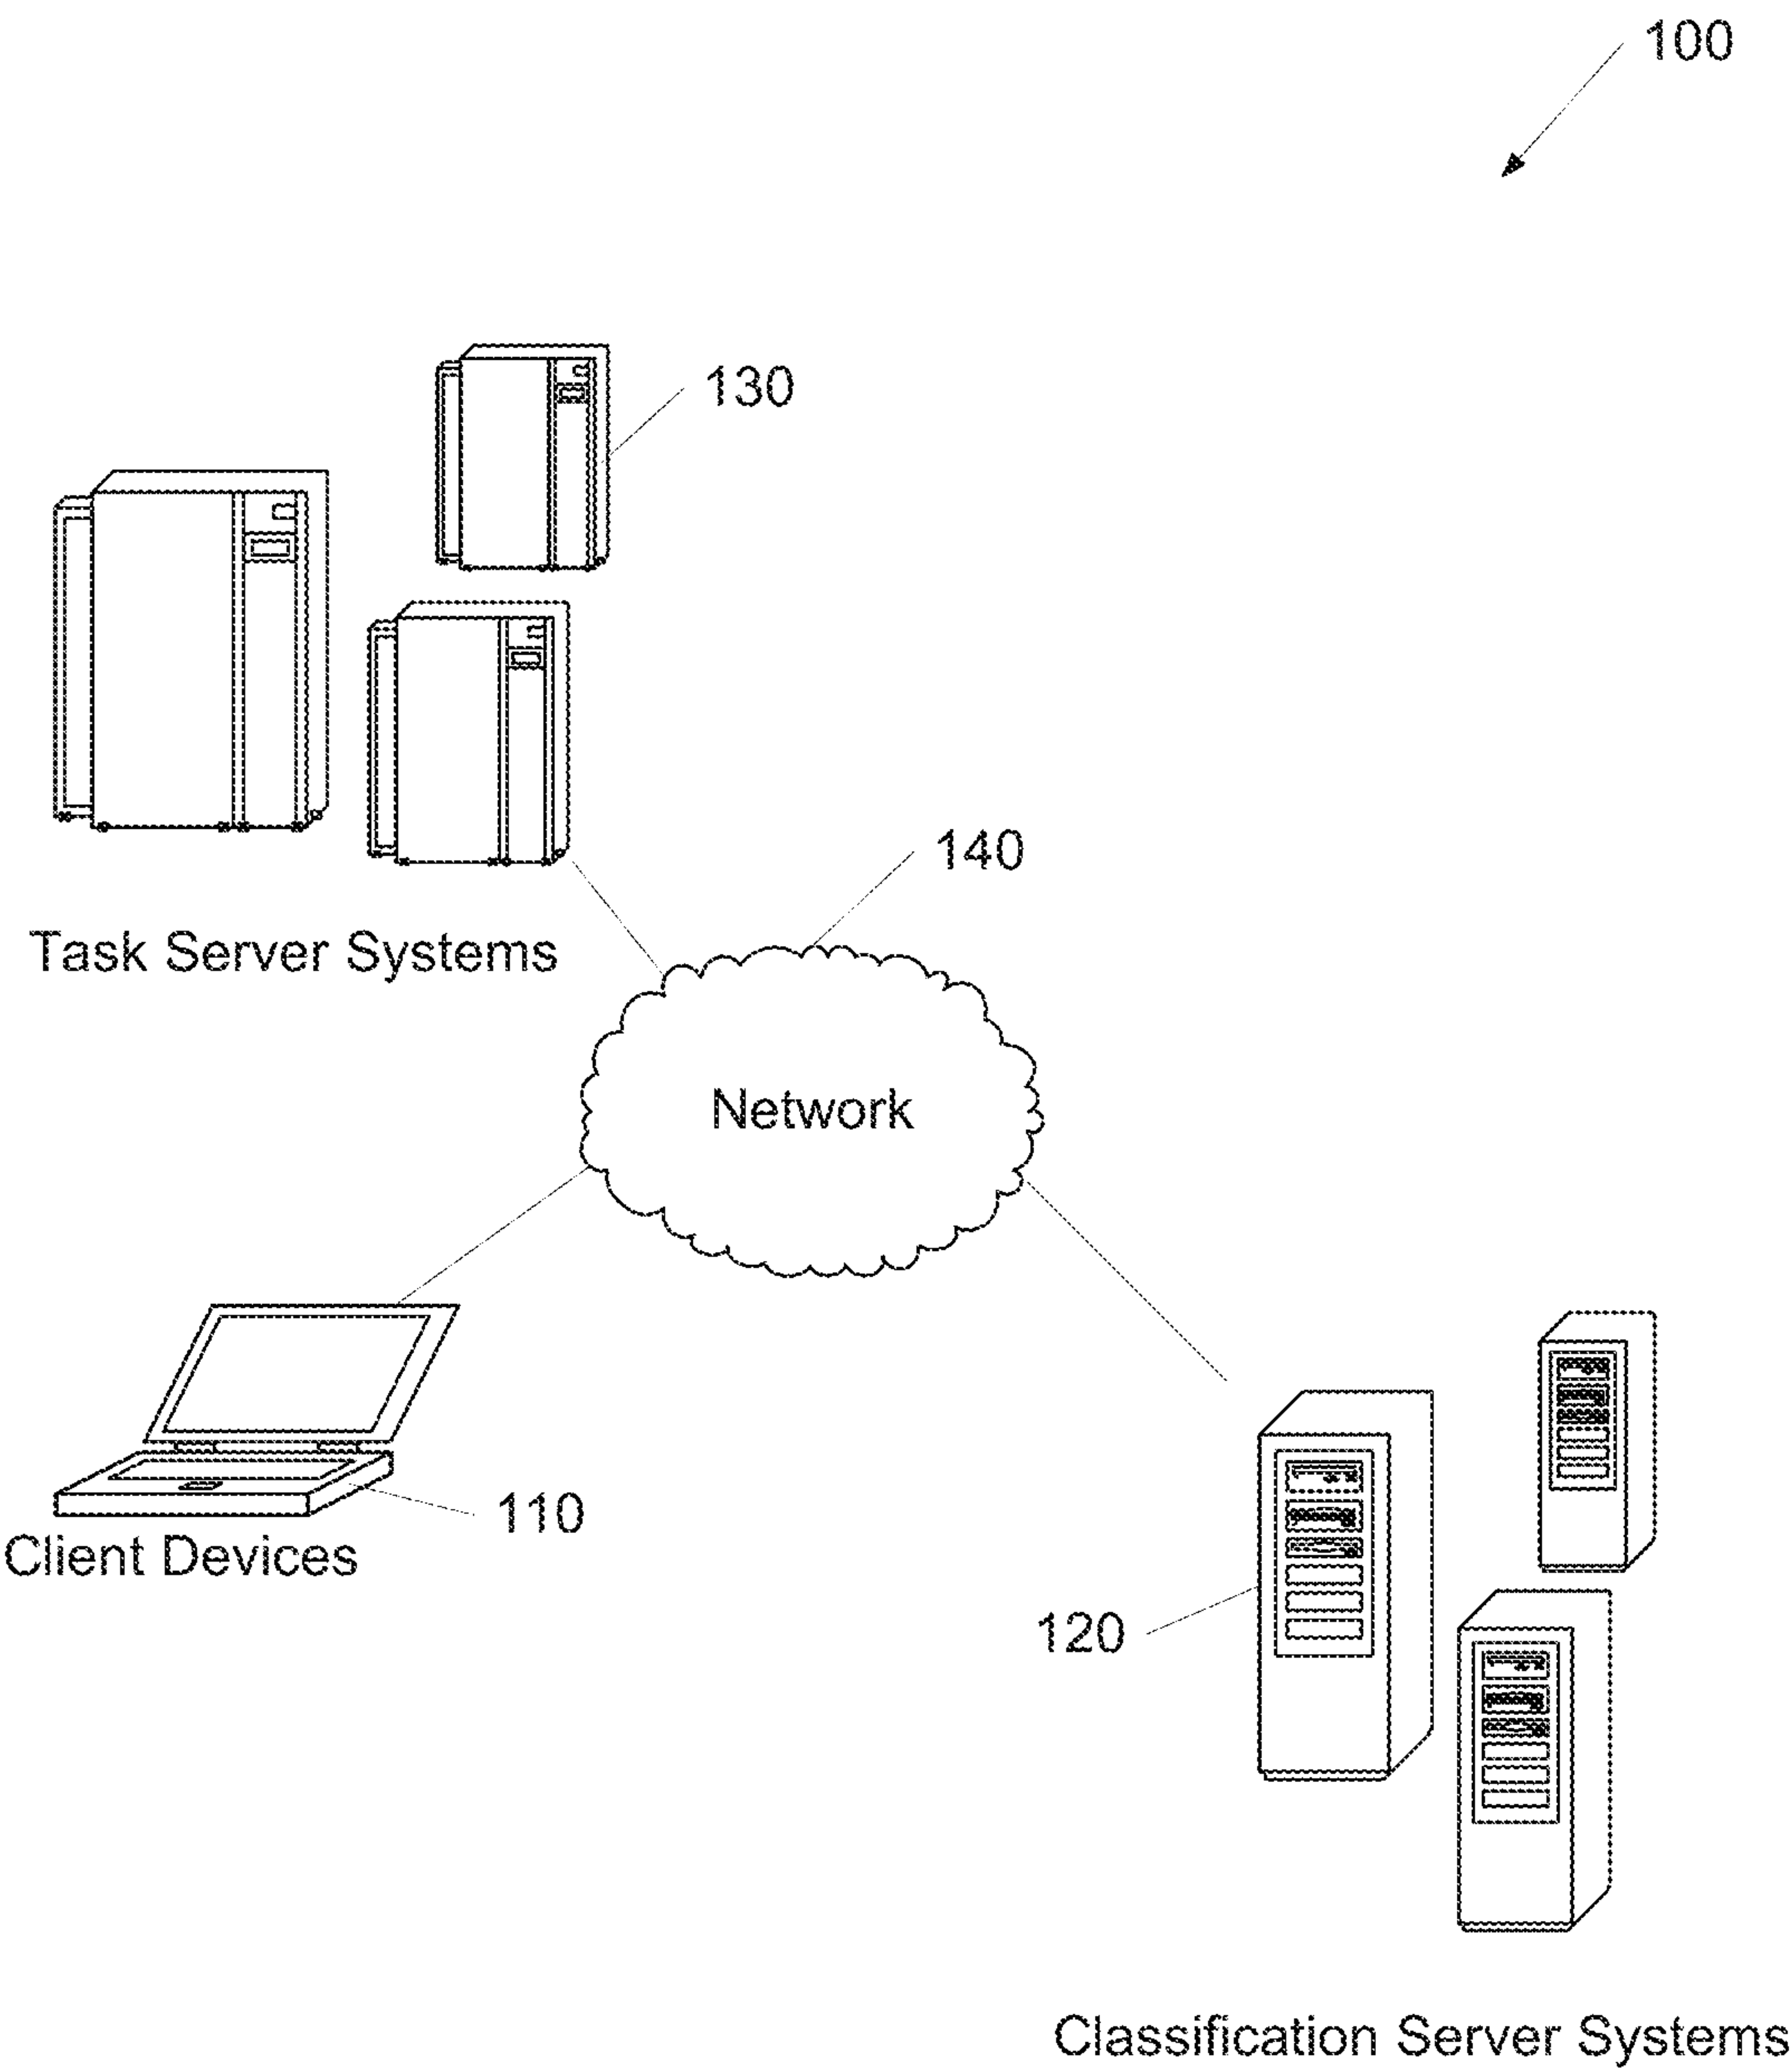 100
130
140
Task Server Systems
Network
110
Client Devices
120
Classification Server Systems